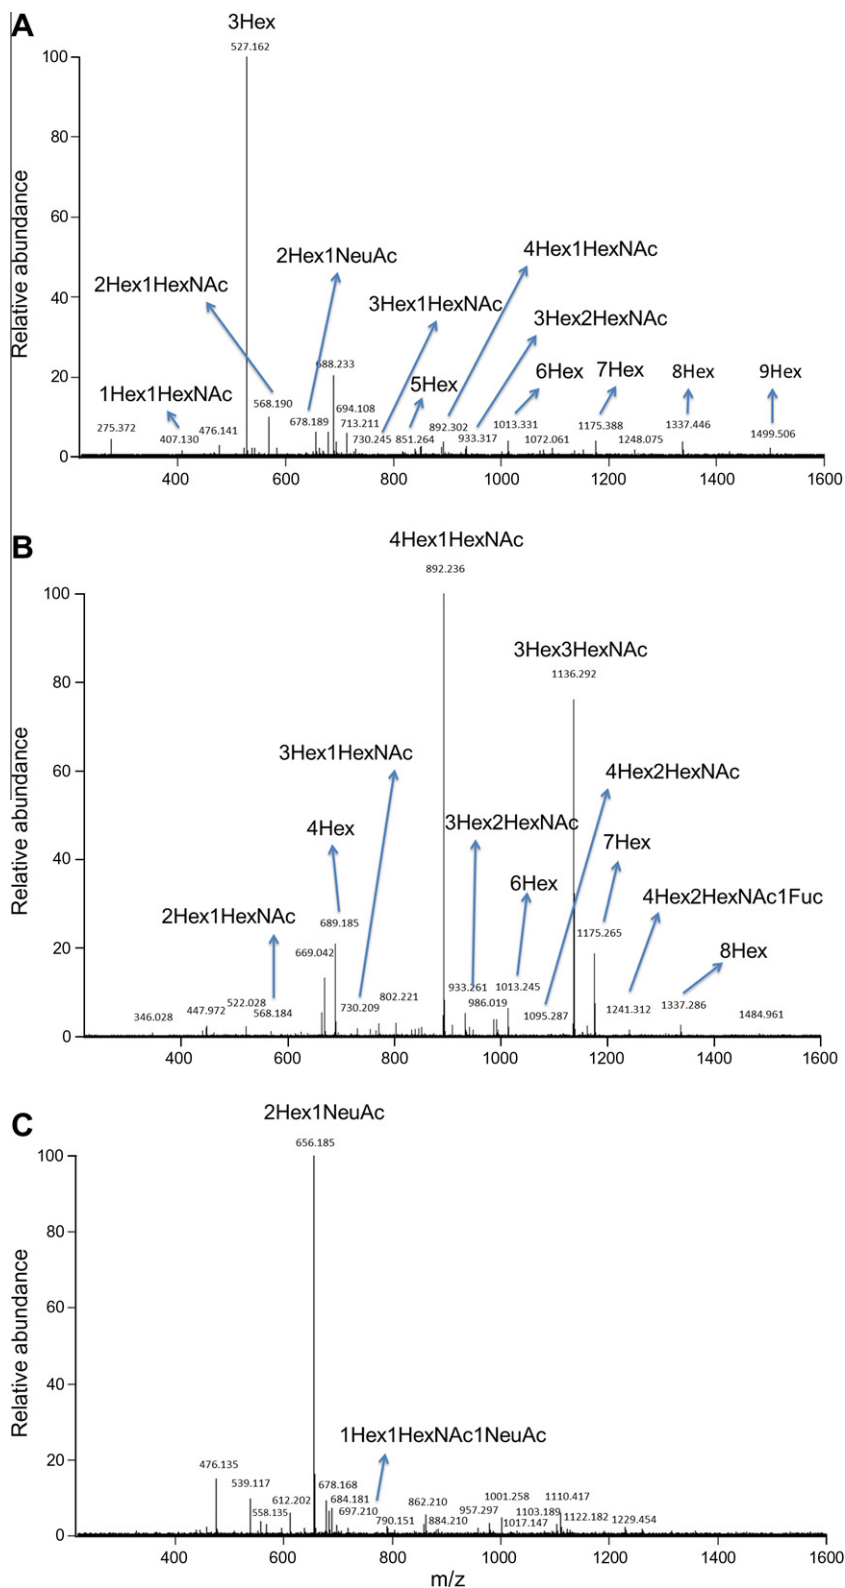 A
3Hex
527.162
100
80
60
40
20
0
Relative abundance
2Hex1NeuAc
4Hex1HexNAc
2Hex1HexNAc
3Hex1HexNAc
3Hex2HexNAc
1Hex1HexNAc
5Hex
6Hex
7Hex
8Hex
9Hex
688.233
275.372
407.130
476.141
568.190
678.189
694.108
713.211
730.245
851.264
892.302
933.317
1013.331
1072.061
1175.388
1248.075
1337.446
1499.506
400 600 800 1000 1200 1400 1600
B
4Hex1HexNAc
892.236
100
80
60
40
20
0
Relative abundance
3Hex3HexNAc
1136.292
3Hex1HexNAc
4Hex2HexNAc
4Hex
3Hex2HexNAc
7Hex
6Hex
4Hex2HexNAc1Fuc
2Hex1HexNAc
8Hex
346.028
447.972
522.028
568.184
669.042
689.185
730.209
802.221
933.261
986.019
1013.245
1095.287
1175.265
1241.312
1337.286
1484.961
400 600 800 1000 1200 1400 1600
C
2Hex1NeuAc
656.185
100
80
60
40
20
0
Relative abundance
1Hex1HexNAc1NeuAc
476.135
539.117
558.135
612.202
678.168
684.181
697.210
790.151
862.210
884.210
957.297
1001.258
1017.147
1103.189
1110.417
1122.182
1229.454
400 600 800 1000 1200 1400 1600
m/z